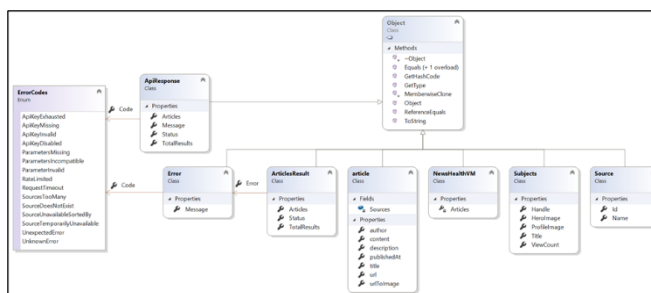 Object
Class
Methods
~Object
Equals (+ 1 overload)
GetHashCode
GetType
MemberwiseClone
Object
ReferenceEquals
ToString
ApiResponse
Class
Properties
Articles
Message
Status
TotalResults
Code
ErrorCodes
Enum
ApiKeyExhausted
ApiKeyMissing
ApiKeyInvalid
ApiKeyDisabled
ParametersMissing
ParametersIncompatible
ParameterInvalid
RateLimited
RequestTimeout
SourcesTooMany
SourceDoesNotExist
SourceUnavailableSortedBy
SourceTemporarilyUnavailable
UnexpectedError
UnknownError
Code
Error
Class
Properties
Message
Error
ArticlesResult
Class
Properties
Articles
Status
TotalResults
article
Class
Fields
Sources
Properties
author
content
description
publishedAt
title
url
urlToImage
NewsHealthVM
Class
Properties
Articles
Subjects
Class
Properties
Handle
HeroImage
ProfileImage
Title
ViewCount
Source
Class
Properties
Id
Name